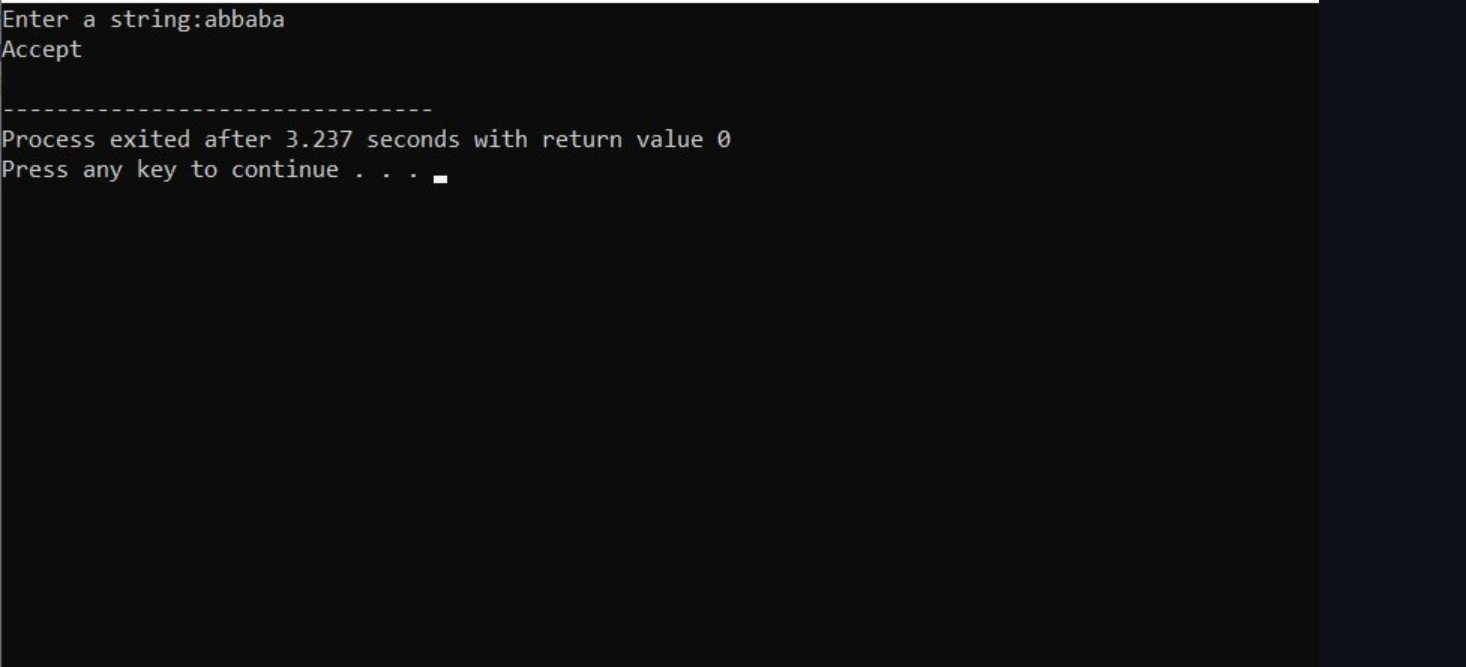 Enter a string:abbaba
Accept
--------------------------------
Process exited after 3.237 seconds with return value 0
Press any key to continue . . .